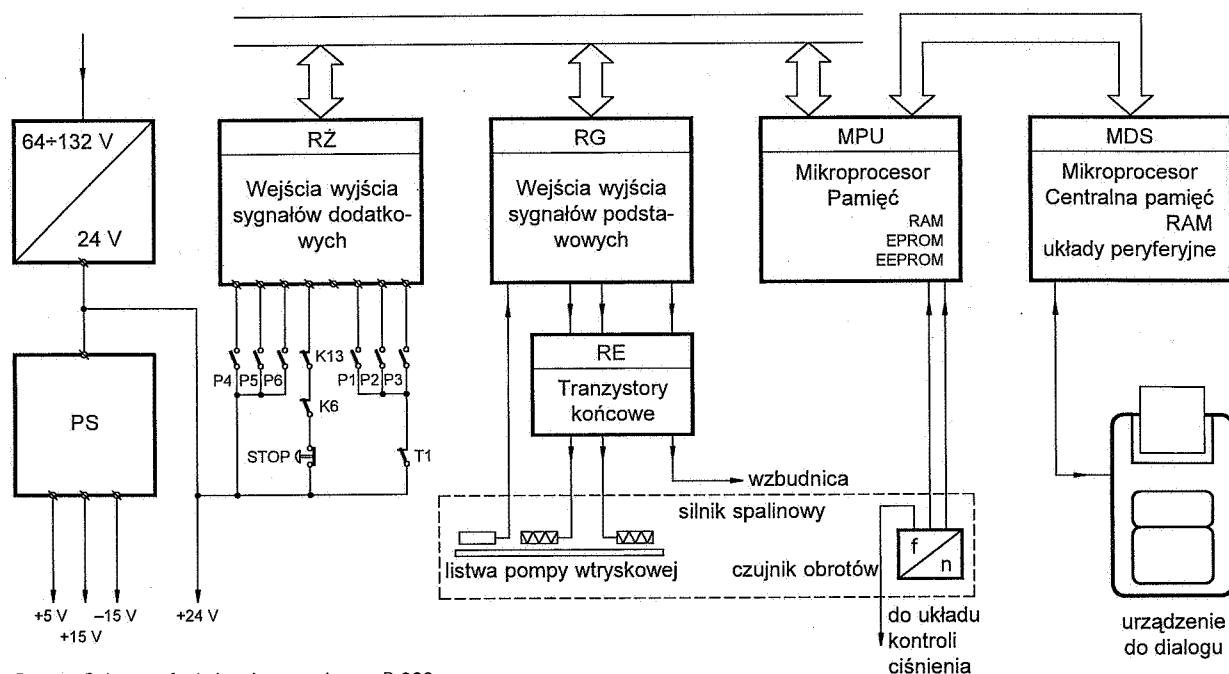 64÷132 V
24 V
PS
+5 V
+15 V
–15 V
+24 V
RŻ
Wejścia wyjścia
sygnałów dodatko-
wych
P4
P5
P6
K13
P1
P2
P3
K6
STOP
T1
RG
Wejścia wyjścia
sygnałów podsta-
wowych
RE
Tranzystory
końcowe
wzbudnica
silnik spalinowy
listwa pompy wtryskowej
czujnik obrotów
f
n
do układu
kontroli
ciśnienia
MPU
Mikroprocesor
Pamięć
RAM
EPROM
EEPROM
MDS
Mikroprocesor
Centralna pamięć
RAM
układy peryferyjne
urządzenie
do dialogu